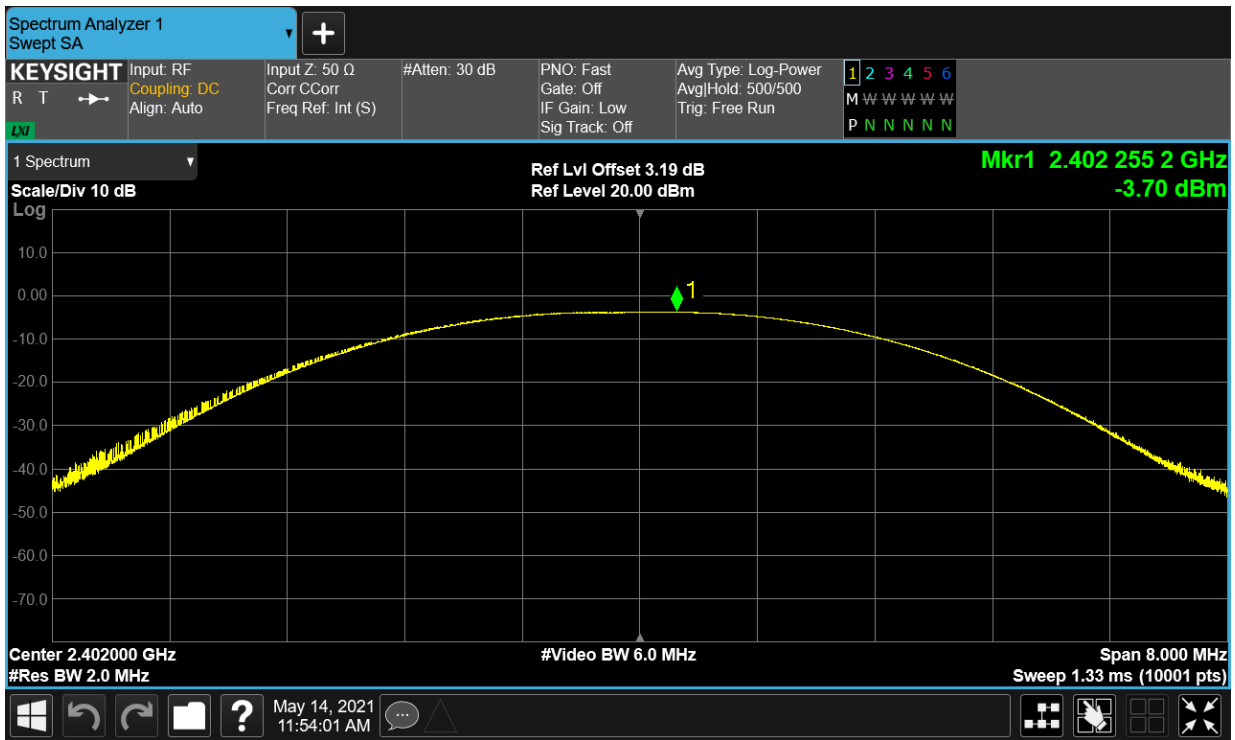 Spectrum Analyzer 1
Swept SA
KEYSIGHT
R T
LXI
Input: RF
Coupling: DC
Align: Auto
Input Z: 50 Ω
Corr CCorr
Freq Ref: Int (S)
#Atten: 30 dB
PNO: Fast
Gate: Off
IF Gain: Low
Sig Track: Off
Avg Type: Log-Power
Avg|Hold: 500/500
Trig: Free Run
1 2 3 4 5 6
M W W W W W
P N N N N N
1 Spectrum
Scale/Div 10 dB
Log
Ref Lvl Offset 3.19 dB
Ref Level 20.00 dBm
Mkr1 2.402 255 2 GHz
-3.70 dBm
1
10.0
0.00
-10.0
-20.0
-30.0
-40.0
-50.0
-60.0
-70.0
Center 2.402000 GHz
#Res BW 2.0 MHz
#Video BW 6.0 MHz
Span 8.000 MHz
Sweep 1.33 ms (10001 pts)
?
May 14, 2021
11:54:01 AM